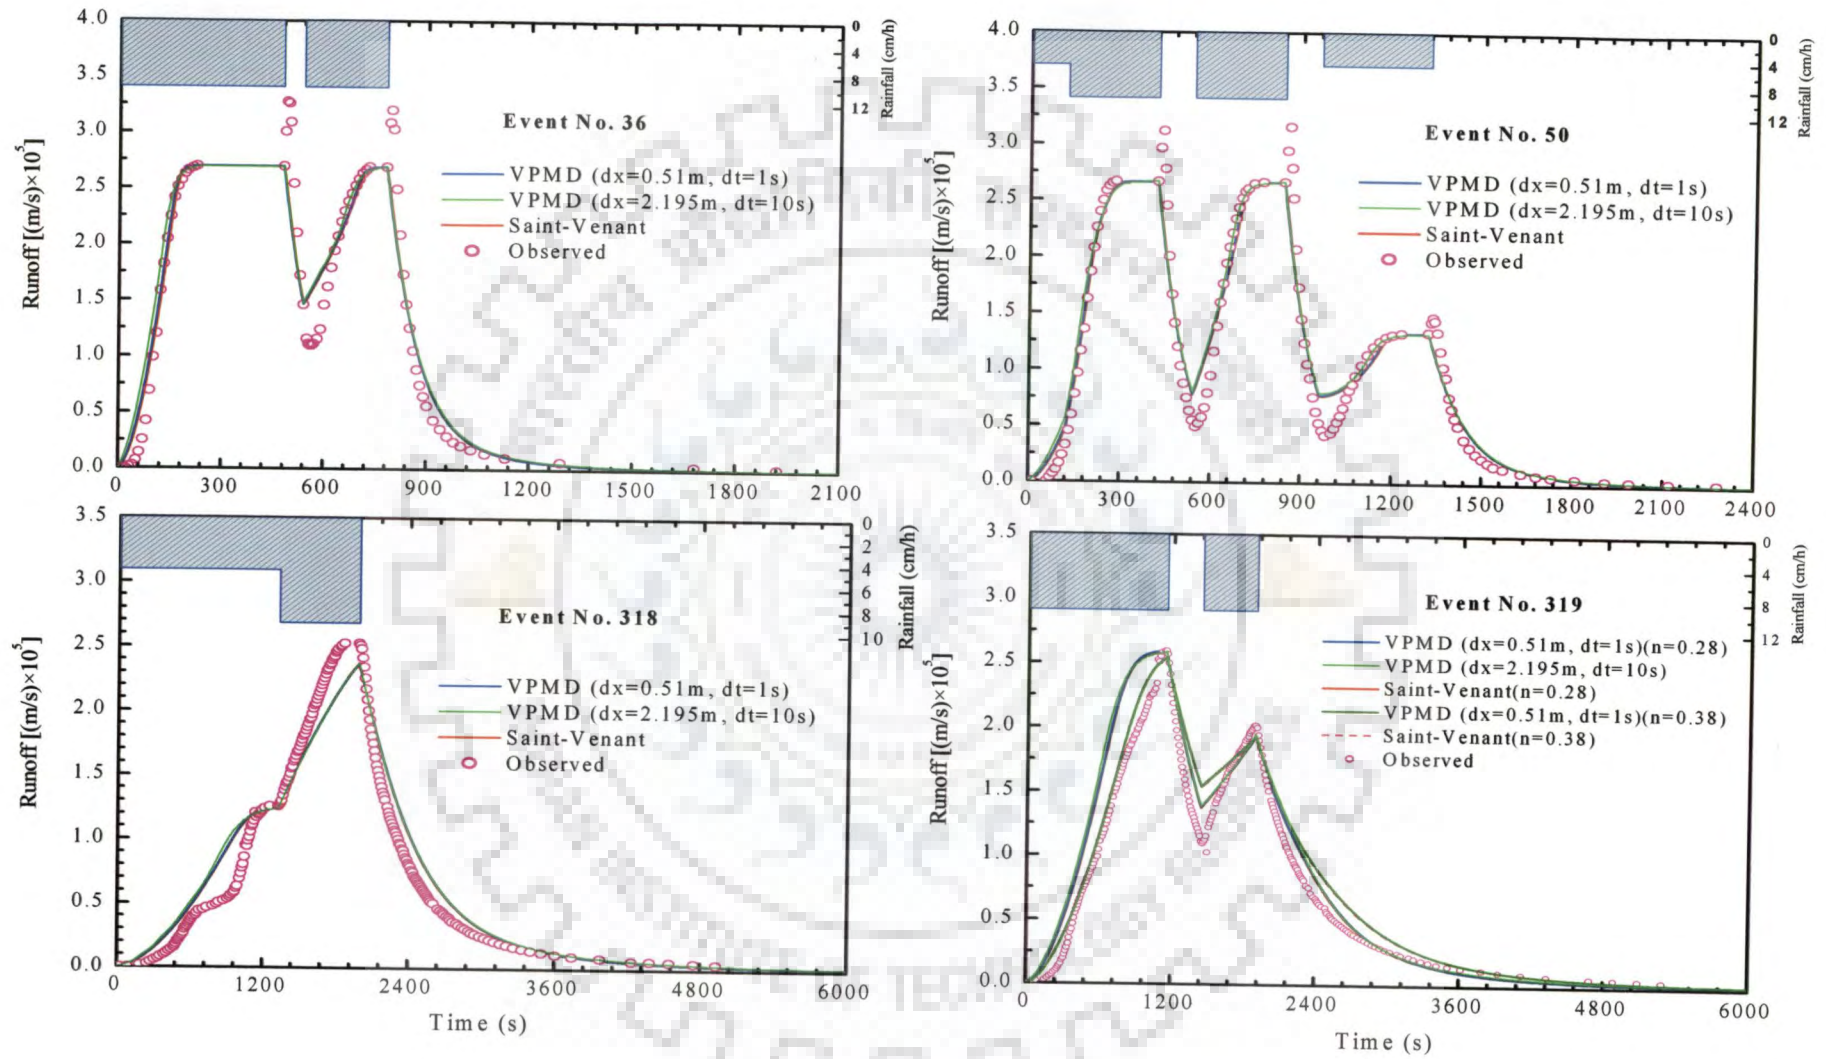 4.0
3.5
3.0
2.5
2.0
1.5
1.0
0.5
0.0
Runoff [(m/s)×10⁵]
0
4
8
12
Rainfall (cm/h)
Event No. 36
VPMD (dx=0.51m, dt=1s)
VPMD (dx=2.195m, dt=10s)
Saint-Venant
Observed
0 300 600 900 1200 1500 1800 2100
4.0
3.5
3.0
2.5
2.0
1.5
1.0
0.5
0.0
Runoff [(m/s)×10⁵]
0
4
8
12
Rainfall (cm/h)
Event No. 50
VPMD (dx=0.51m, dt=1s)
VPMD (dx=2.195m, dt=10s)
Saint-Venant
Observed
0 300 600 900 1200 1500 1800 2100 2400
3.5
3.0
2.5
2.0
1.5
1.0
0.5
0.0
Runoff [(m/s)×10⁵]
0
2
4
6
8
10
Rainfall (cm/h)
Event No. 318
VPMD (dx=0.51m, dt=1s)
VPMD (dx=2.195m, dt=10s)
Saint-Venant
Observed
0 1200 2400 3600 4800 6000
Time (s)
3.5
3.0
2.5
2.0
1.5
1.0
0.5
0.0
Runoff [(m/s)×10⁵]
0
4
8
12
Rainfall (cm/h)
Event No. 319
VPMD (dx=0.51m, dt=1s)(n=0.28)
VPMD (dx=2.195m, dt=10s)
Saint-Venant(n=0.28)
VPMD (dx=0.51m, dt=1s)(n=0.38)
Saint-Venant(n=0.38)
Observed
0 1200 2400 3600 4800 6000
Time (s)